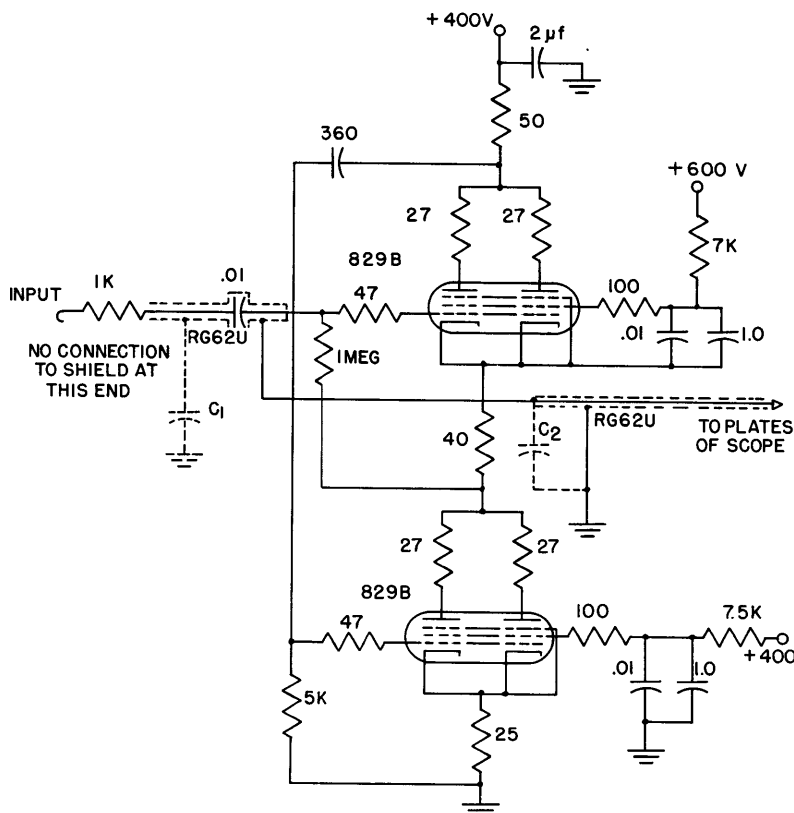 +400V
2 µf
50
360
+600 V
27
27
7K
829B
1K
.01
47
100
INPUT
RG62U
.01
1.0
NO CONNECTION
TO SHIELD AT
THIS END
1MEG
C1
40
C2
RG62U
TO PLATES
OF SCOPE
27
27
829B
47
100
7.5K
+400
.01
1.0
5K
25